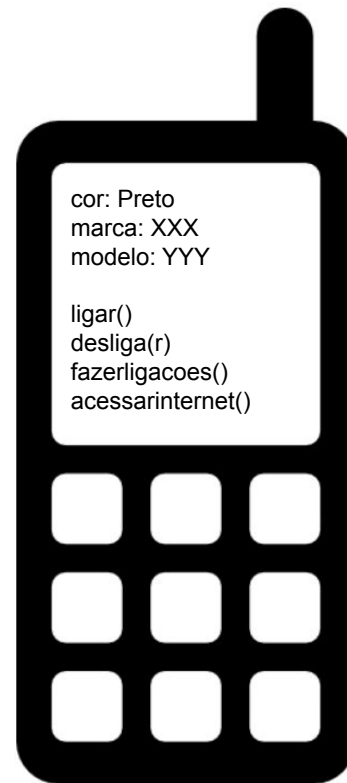 cor: Preto
marca: XXX
modelo: YYY
ligar()
desliga(r)
fazerligacoes()
acessarinternet()